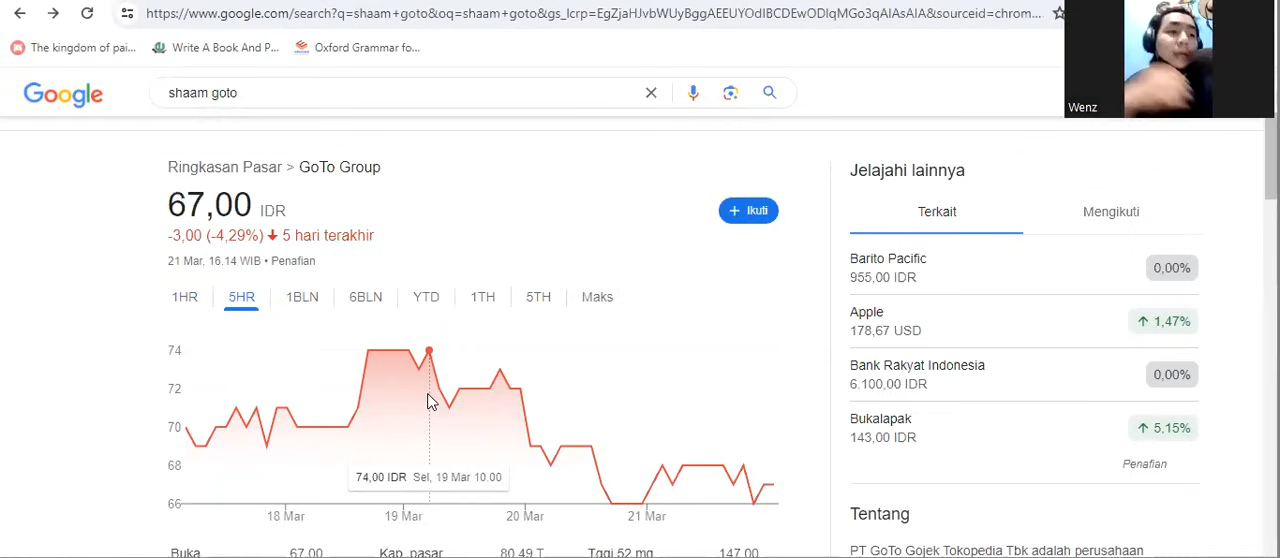 https://www.google.com/search?q=shaam+goto&oq=shaam+goto&gs_lcrp=EgZjaHJvbWUyBggAEEUYOdIBCDEwODlqMGo3qAIAsAIA&sourceid=chrom...
The kingdom of pai...
Write A Book And P...
Oxford Grammar fo...
Wenz
Google
shaam goto
Ringkasan Pasar > GoTo Group
67,00 IDR
+ Ikuti
-3,00 (-4,29%) ↓ 5 hari terakhir
21 Mar, 16.14 WIB • Penafian
1HR 5HR 1BLN 6BLN YTD 1TH 5TH Maks
74
72
70
68
66
74,00 IDR Sel, 19 Mar 10.00
18 Mar 19 Mar 20 Mar 21 Mar
Buka 67,00 Kap. pasar 80,49 T Tggi 52 mg 147,00
Jelajahi lainnya
Terkait Mengikuti
Barito Pacific
955,00 IDR
0,00%
Apple
178,67 USD
↑ 1,47%
Bank Rakyat Indonesia
6.100,00 IDR
0,00%
Bukalapak
143,00 IDR
↑ 5,15%
Penafian
Tentang
PT GoTo Gojek Tokopedia Tbk adalah perusahaan